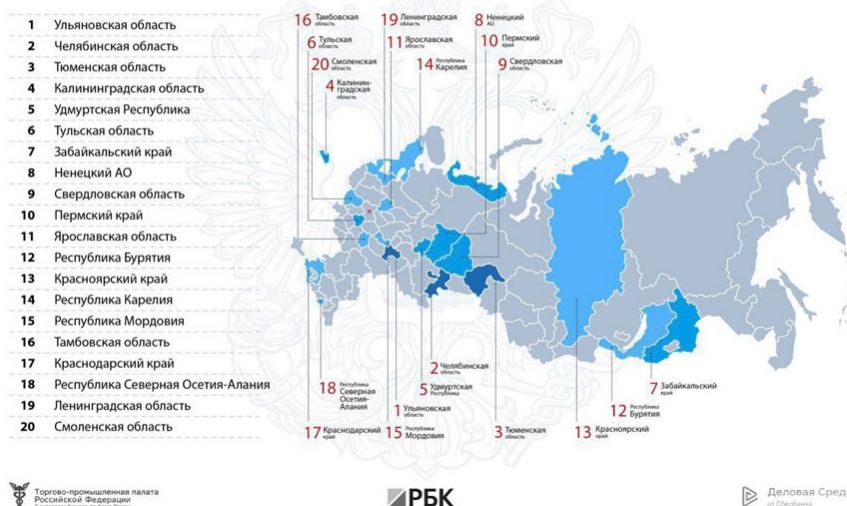 1 Ульяновская область
2 Челябинская область
3 Тюменская область
4 Калининградская область
5 Удмуртская Республика
6 Тульская область
7 Забайкальский край
8 Ненецкий АО
9 Свердловская область
10 Пермский край
11 Ярославская область
12 Республика Бурятия
13 Красноярский край
14 Республика Карелия
15 Республика Мордовия
16 Тамбовская область
17 Краснодарский край
18 Республика Северная Осетия-Алания
19 Ленинградская область
20 Смоленская область
16 Тамбовская
область
19 Ленинградская
область
8 Ненецкий
АО
6 Тульская
область
11 Ярославская
область
10 Пермский
край
20 Смоленская
область
14 Республика
Карелия
9 Свердловская
область
4 Калинин-
градская
область
2 Челябинская
область
18 Республика
Северная
Осетия-
Алания
5 Удмуртская
Республика
7 Забайкальский
край
1 Ульяновская
область
12 Республика
Бурятия
17 Краснодарский
край
15 Республика
Мордовия
3 Тюменская
область
13 Красноярский
край
Торгово-промышленная палата
Российской Федерации
РБК
Деловая Сред
от Сбербанка